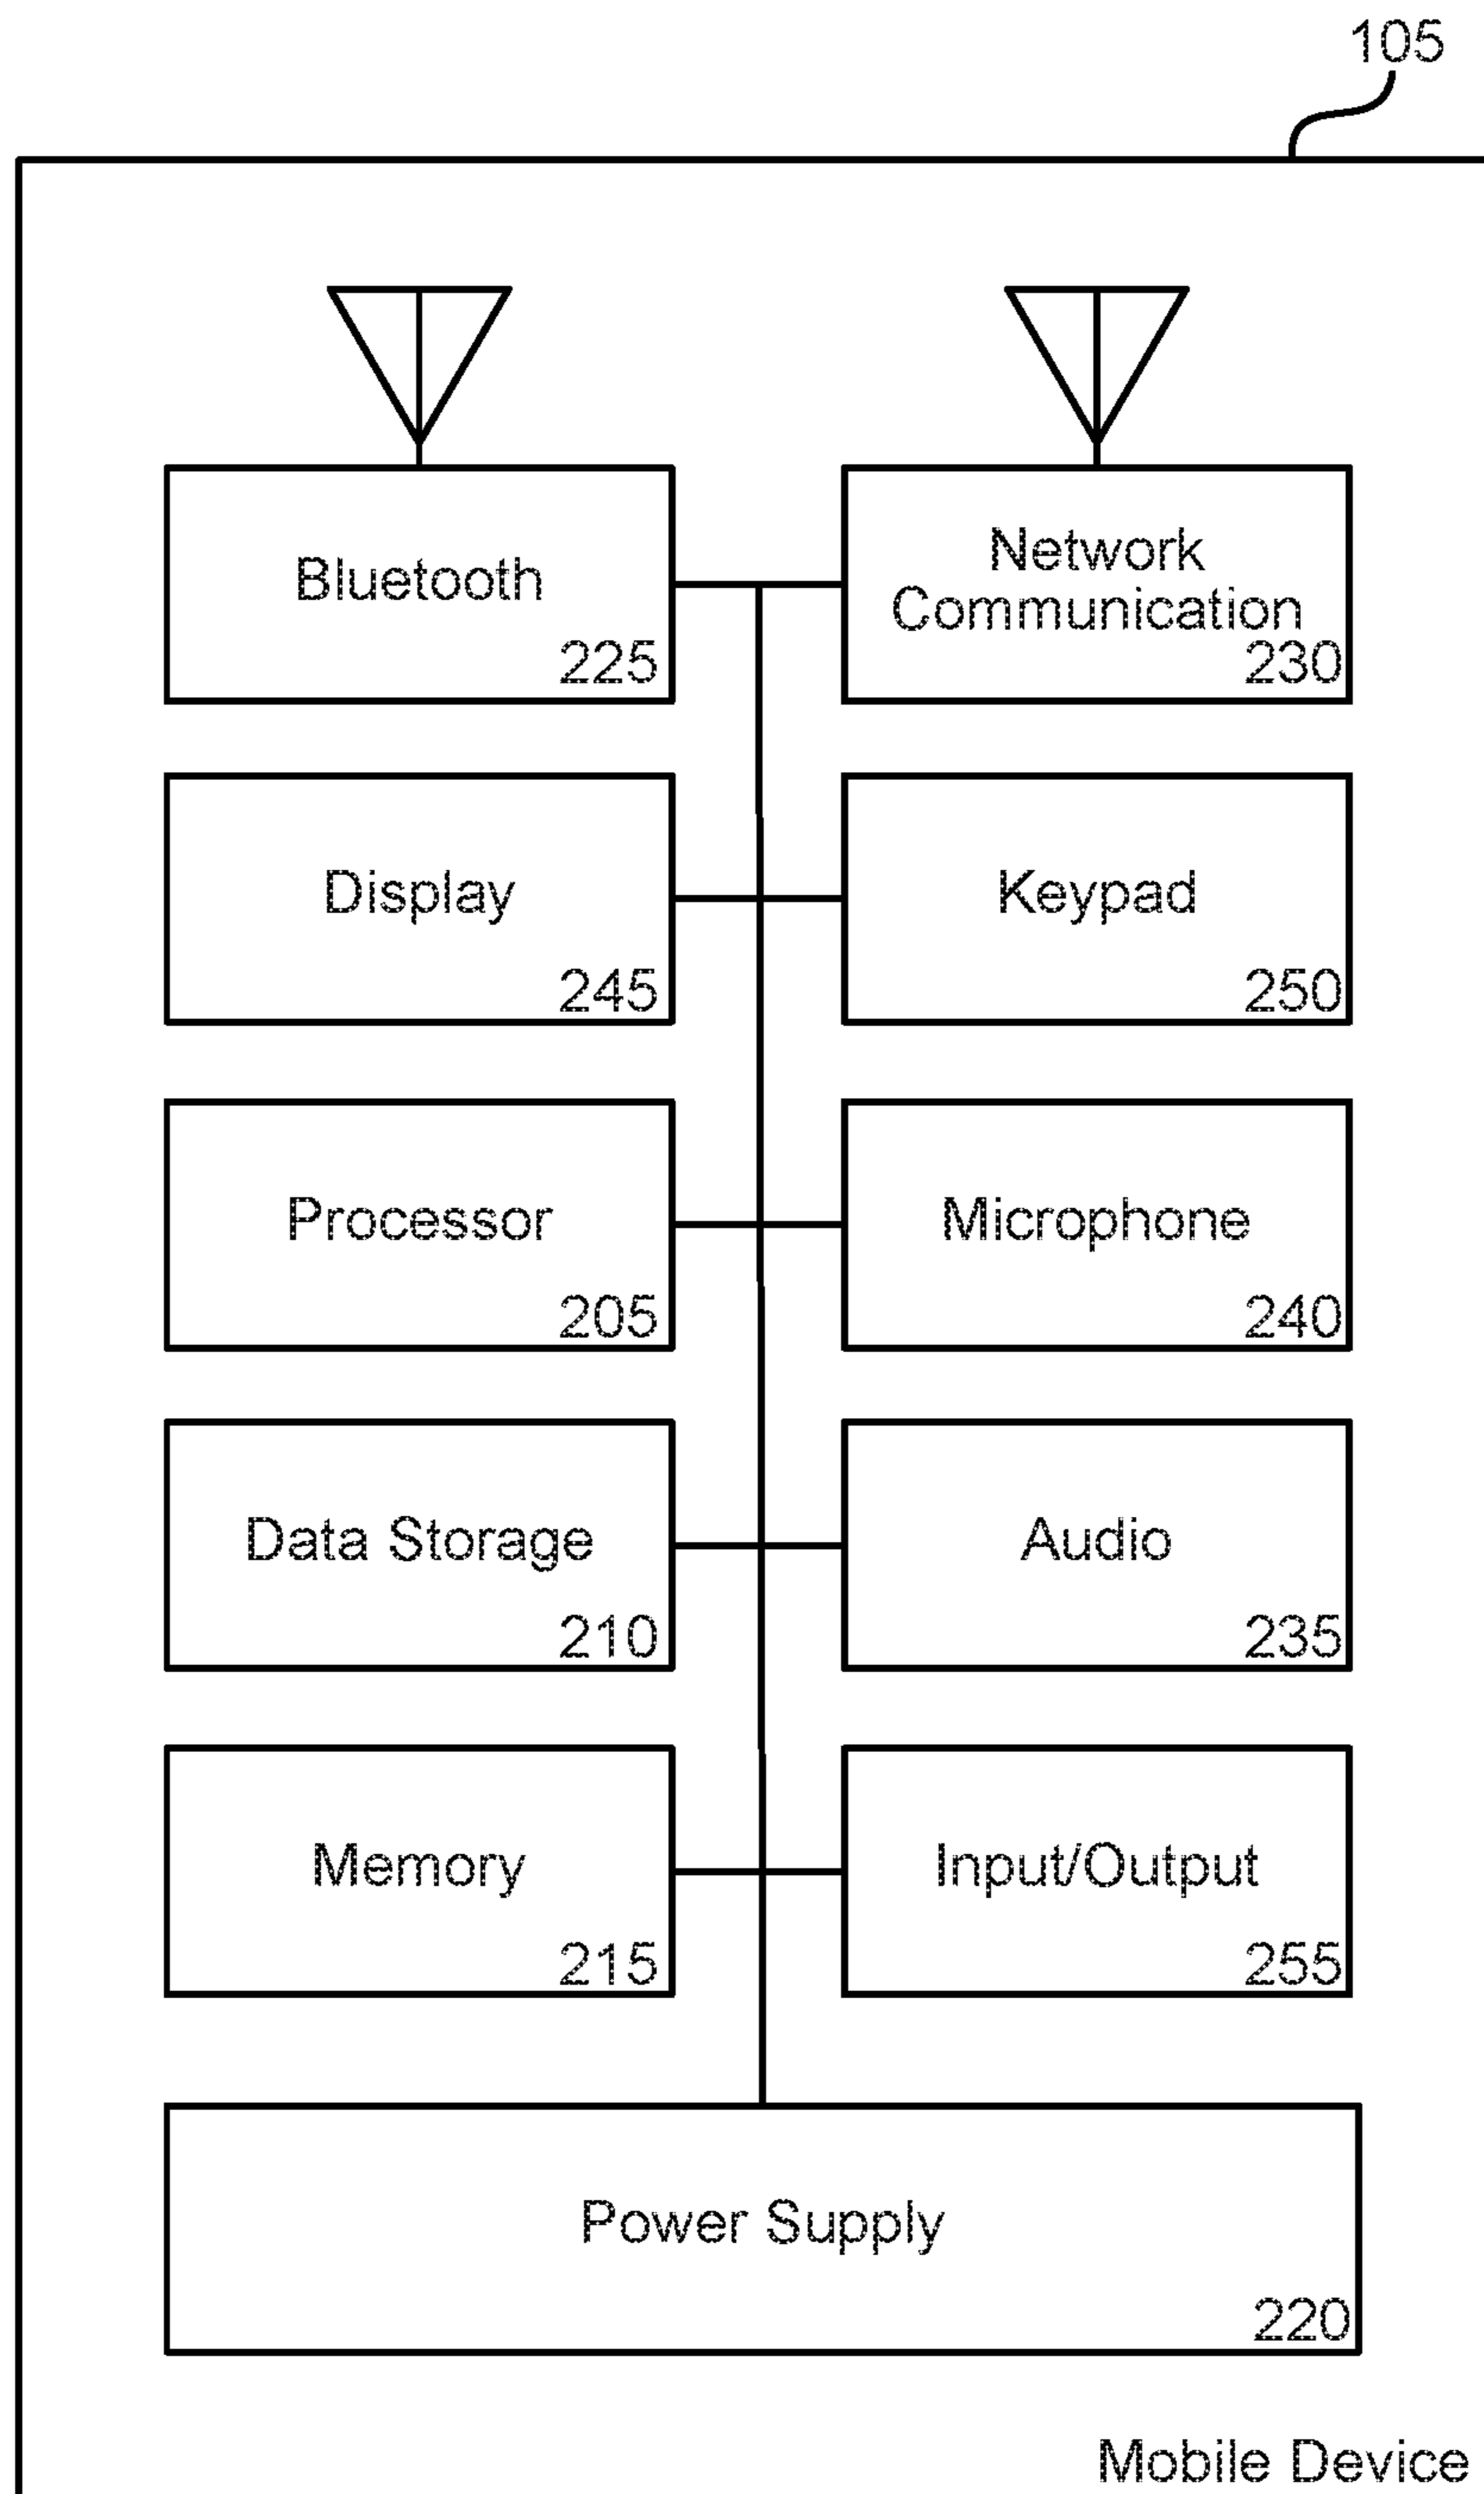 105
Bluetooth
225
Network
Communication
230
Display
245
Keypad
250
Processor
205
Microphone
240
Data Storage
210
Audio
235
Memory
215
Input/Output
255
Power Supply
220
Mobile Device